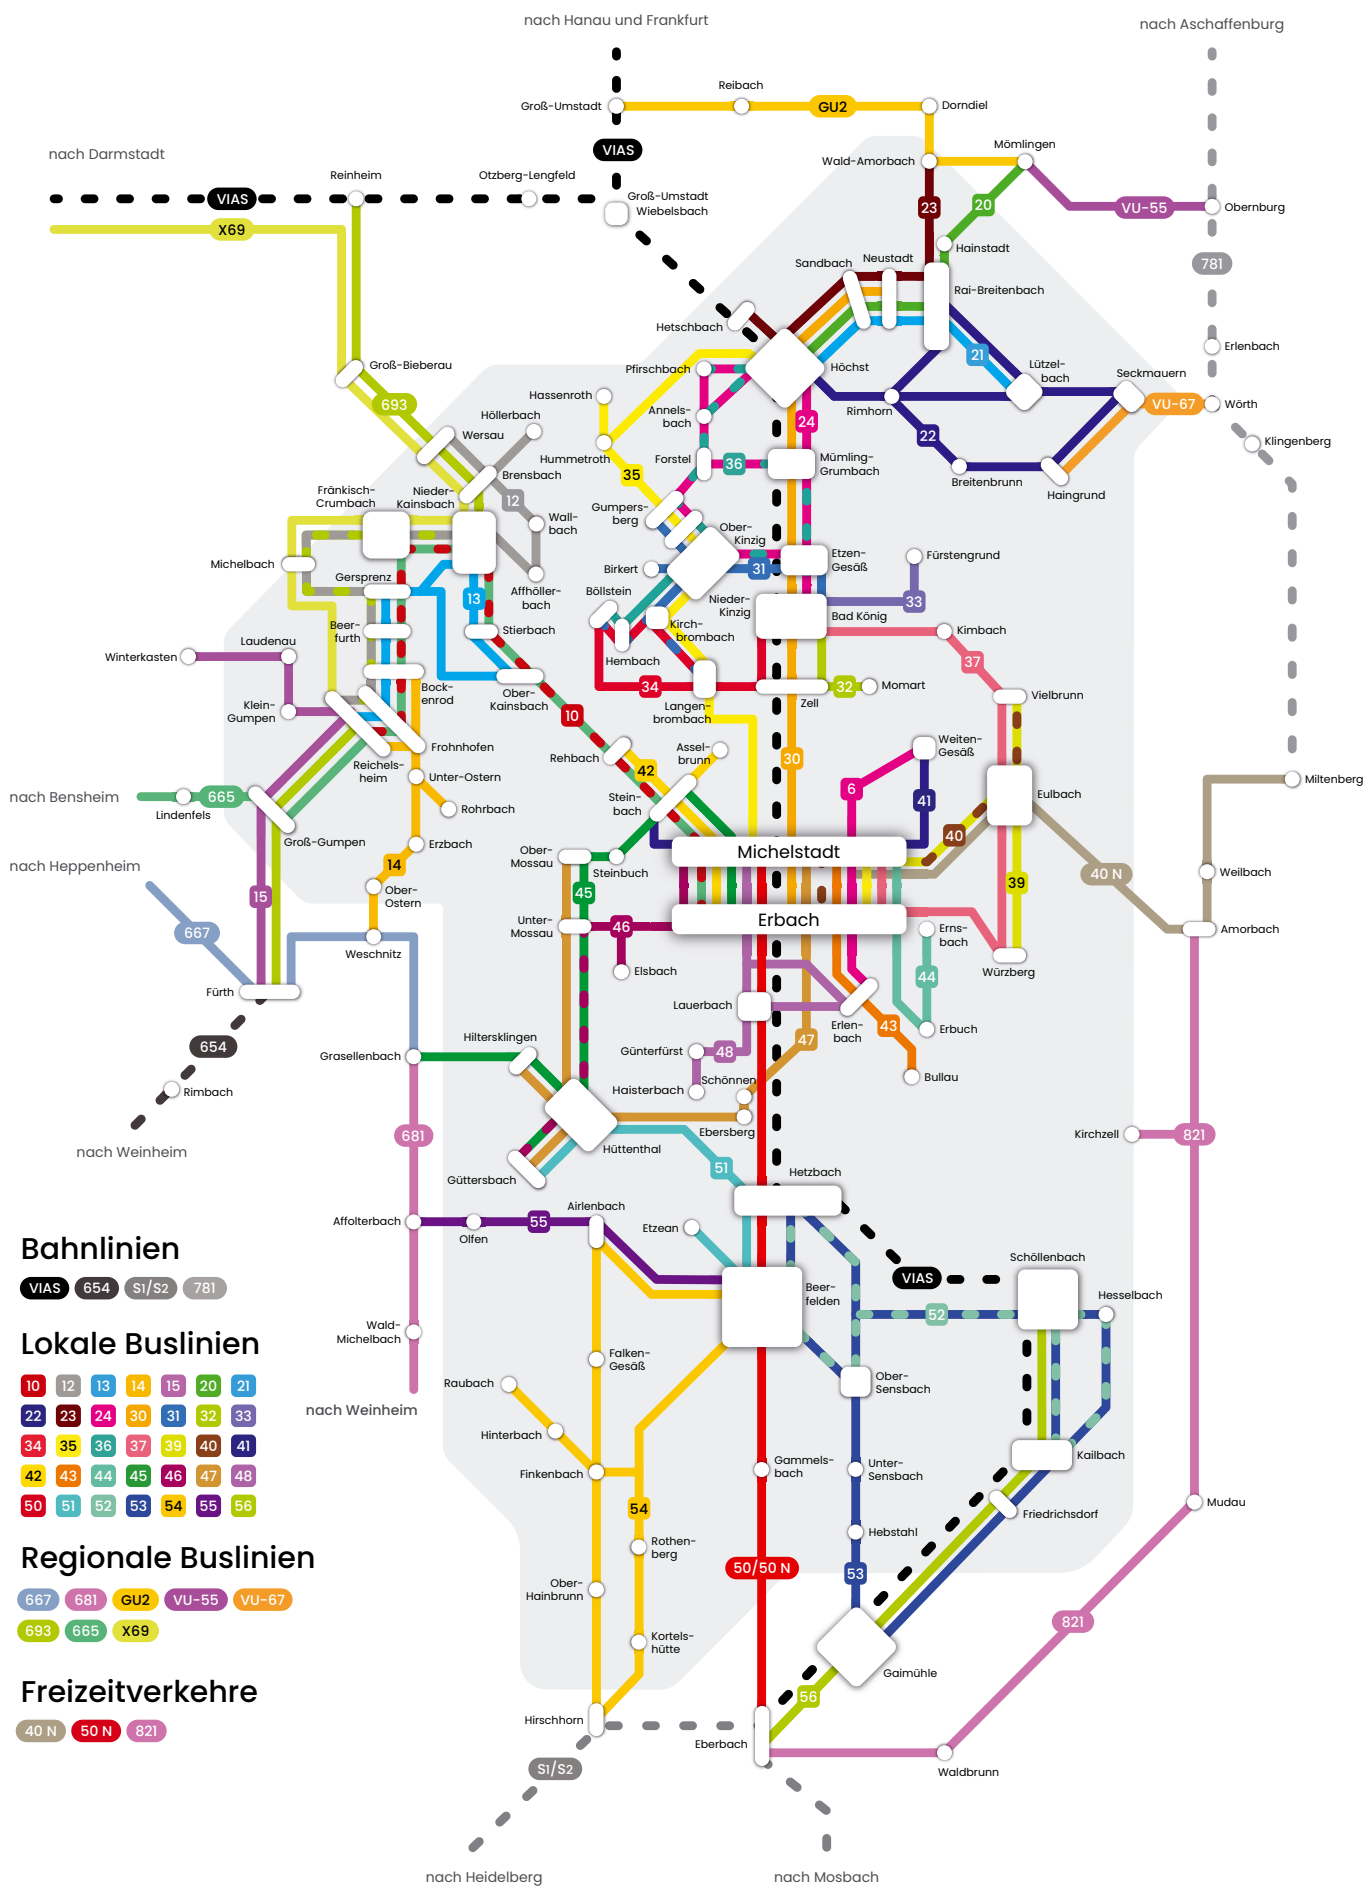 nach Hanau und Frankfurt
nach Aschaffenburg
Reibach
Groß-Umstadt
GU2
Dorndiel
VIAS
Mömlingen
nach Darmstadt
Wald-Amorbach
Reinheim
Otzberg-Lengfeld
VIAS
Groß-Umstadt
Wiebelsbach
23
20
VU-55
Obernburg
X69
Hainstadt
Sandbach
Neustadt
781
Rai-Breitenbach
Hetschbach
21
Erlenbach
Groß-Bieberau
Pfirschbach
Höchst
Lützel-
bach
Seckmauern
Hassenroth
693
Annels-
bach
Rimhorn
VU-67
Wörth
Höllerbach
24
22
Klingenberg
Wersau
Hummetroth
Forstel
36
Mümling-
Grumbach
35
Brensbach
Breitenbrunn
Haingrund
Fränkisch-
Crumbach
Nieder-
Kainsbach
12
Gumpers-
berg
Wall-
bach
Ober-
Kinzig
Michelbach
Etzen-
Gesäß
Fürstengrund
Gersprenz
Birkert
31
Affhöller-
bach
13
Böllstein
Nieder-
Kinzig
33
Bad König
Beer-
furth
Stierbach
Kirch-
brombach
Kimbach
Laudenau
Winterkasten
Hembach
37
Bock-
enrod
Ober-
Kainsbach
34
32
Momart
Vielbrunn
Klein-
Gumpen
Langen-
brombach
Zell
10
Frohnhofen
Rehbach
Assel-
brunn
Weiten-
Gesäß
Reichels-
heim
30
42
Unter-Ostern
Miltenberg
nach Bensheim
665
Lindenfels
Stein-
bach
6
41
Eulbach
Rohrbach
Groß-Gumpen
Erzbach
40
Michelstadt
Ober-
Mossau
nach Heppenheim
14
Steinbuch
40 N
Weilbach
Ober-
Ostern
15
45
39
Erbach
667
Unter-
Mossau
46
Erns-
bach
Amorbach
Weschnitz
Elsbach
Würzberg
44
Fürth
Lauerbach
Erlen-
bach
43
Erbuch
Hiltersklingen
654
Grasellenbach
Günterfürst
48
47
Schönnen
Bullau
Rimbach
Haisterbach
681
Ebersberg
Kirchzell
821
nach Weinheim
Hüttenthal
Güttersbach
51
Hetzbach
Airlenbach
Affolterbach
55
Etzean
Olfen
Bahnlinien
VIAS
654
S1/S2
781
Schöllenbach
VIAS
Beer-
felden
Hesselbach
52
Wald-
Michelbach
Lokale Buslinien
Falken-
Gesäß
10 12 13 14 15 20 21
Raubach
Ober-
Sensbach
22 23 24 30 31 32 33
nach Weinheim
Hinterbach
34 35 36 37 39 40 41
Kailbach
42 43 44 45 46 47 48
Finkenbach
Gammels-
bach
Unter-
Sensbach
50 51 52 53 54 55 56
54
Friedrichsdorf
Mudau
Rothen-
berg
Hebstahl
Regionale Buslinien
50/50 N
53
Ober-
Hainbrunn
667 681 GU2 VU-55 VU-67
693 665 X69
821
Kortels-
hütte
Gaimühle
Freizeitverkehre
56
40 N 50 N 821
Hirschhorn
Eberbach
S1/S2
Waldbrunn
nach Heidelberg
nach Mosbach